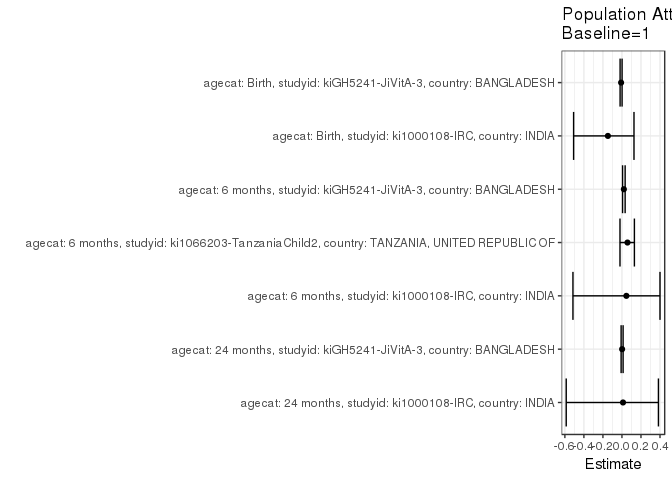 Population Att
Baseline=1
agecat: Birth, studyid: kiGH5241-JiVitA-3, country: BANGLADESH
agecat: Birth, studyid: ki1000108-IRC, country: INDIA
agecat: 6 months, studyid: kiGH5241-JiVitA-3, country: BANGLADESH
agecat: 6 months, studyid: ki1066203-TanzaniaChild2, country: TANZANIA, UNITED REPUBLIC OF
agecat: 6 months, studyid: ki1000108-IRC, country: INDIA
agecat: 24 months, studyid: kiGH5241-JiVitA-3, country: BANGLADESH
agecat: 24 months, studyid: ki1000108-IRC, country: INDIA
-0.6 -0.4 -0.2 0.0 0.2 0.4
Estimate